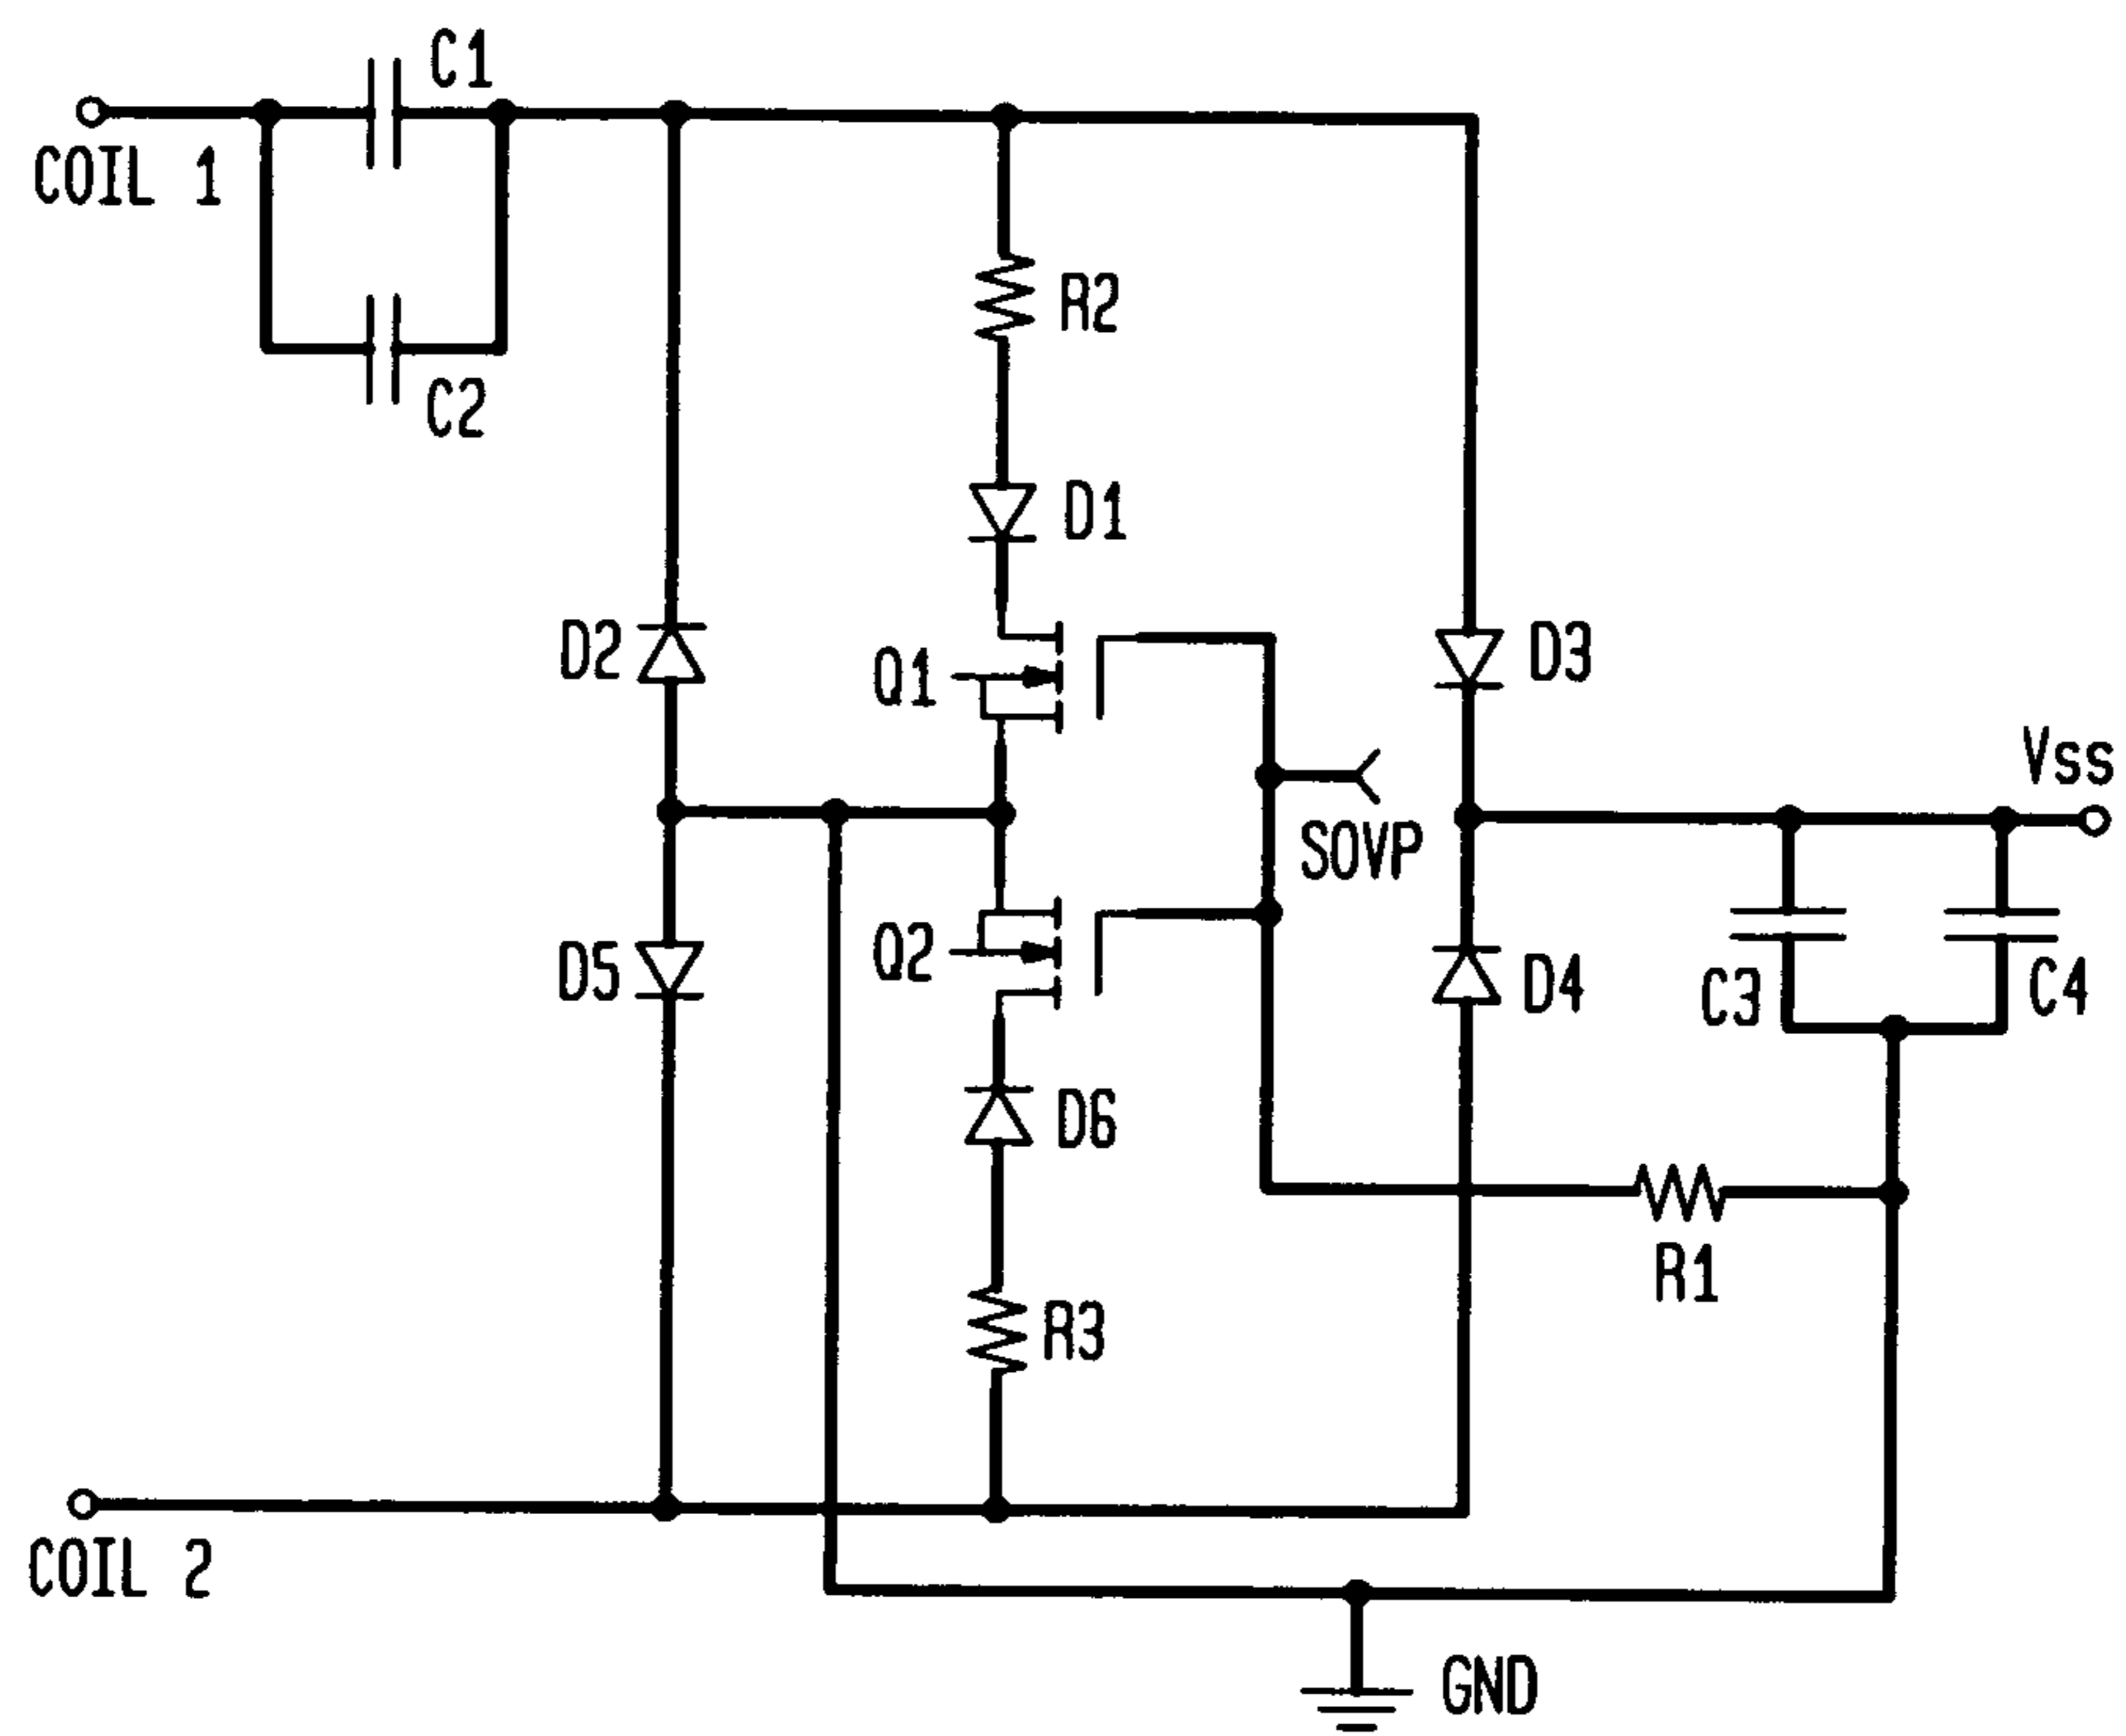 C1
COIL 1
C2
R2
D1
D2
Q1
D3
Vss
SOVP
D5
Q2
D4
C3
C4
D6
R1
R3
COIL 2
GND